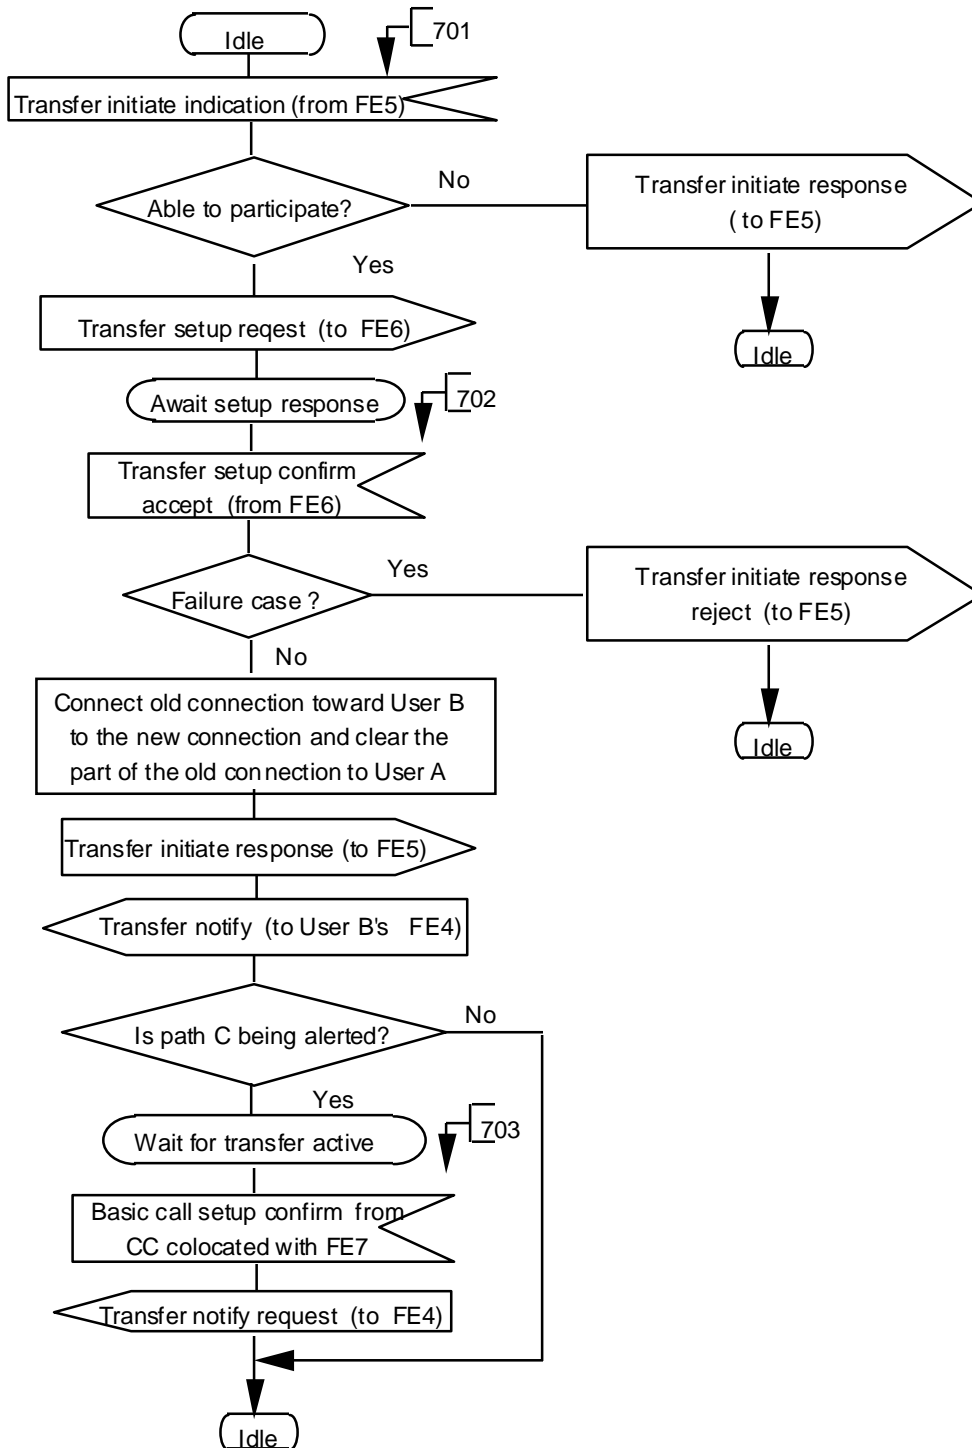 Idle
701
Transfer initiate indication (from FE5)
Able to participate?
No
Transfer initiate response
( to FE5)
Idle
Yes
Transfer setup reqest (to FE6)
Await setup response
702
Transfer setup confirm
accept (from FE6)
Failure case ?
Yes
Transfer initiate response
reject (to FE5)
Idle
No
Connect old connection toward User B
to the new connection and clear the
part of the old connection to User A
Transfer initiate response (to FE5)
Transfer notify (to User B's FE4)
Is path C being alerted?
No
Yes
Wait for transfer active
703
Basic call setup confirm from
CC colocated with FE7
Transfer notify request (to FE4)
Idle